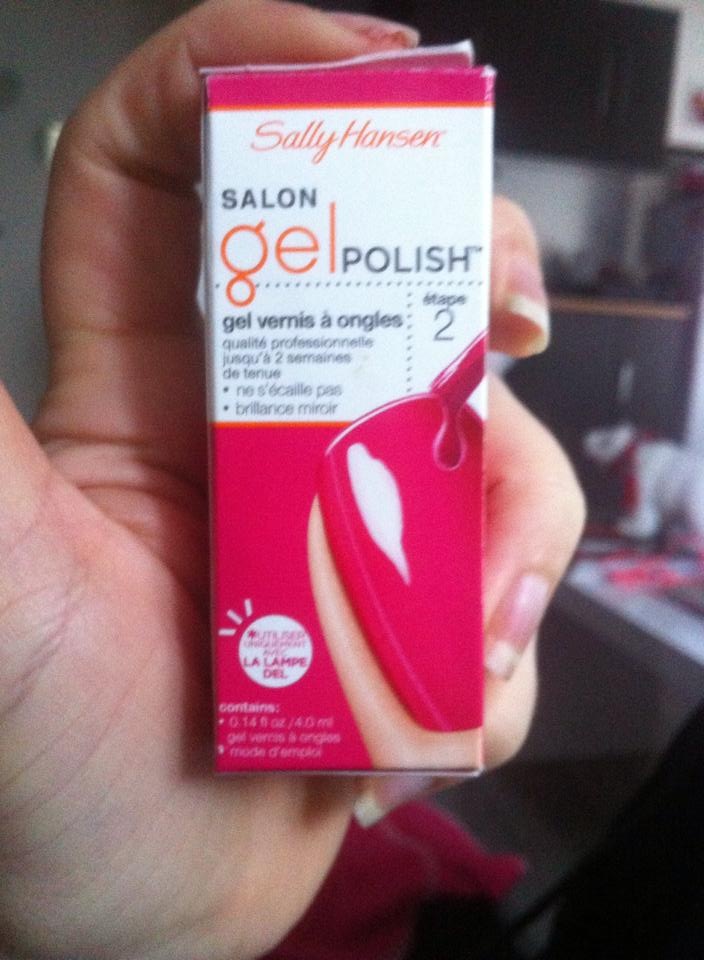 Sally Hansen
SALON
gel POLISH™
étape
2
gel vernis à ongles
qualité professionnelle
jusqu'à 2 semaines
de tenue
• ne s'écaille pas
• brillance miroir
*UTILISER
UNIQUEMENT
AVEC
LA LAMPE
DEL
contains:
• 0.14 fl oz /4.0 ml
gel vernis à ongles
• mode d'emploi